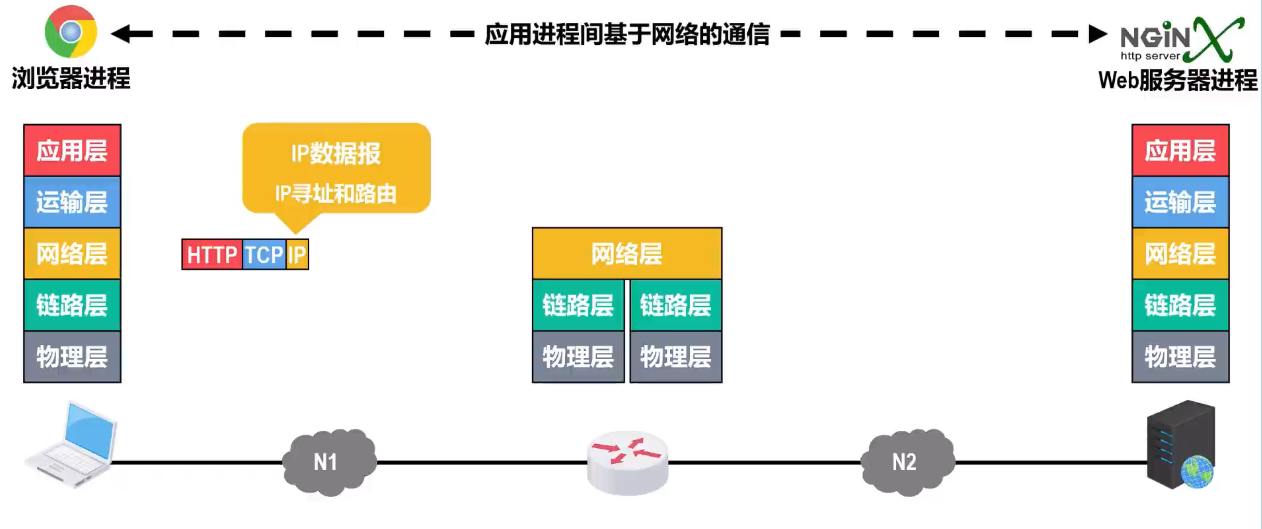 应用进程间基于网络的通信
NGiNX
http server
浏览器进程
Web服务器进程
应用层
运输层
网络层
链路层
物理层
IP数据报
IP寻址和路由
HTTP TCP IP
网络层
链路层 链路层
物理层 物理层
应用层
运输层
网络层
链路层
物理层
N1
N2